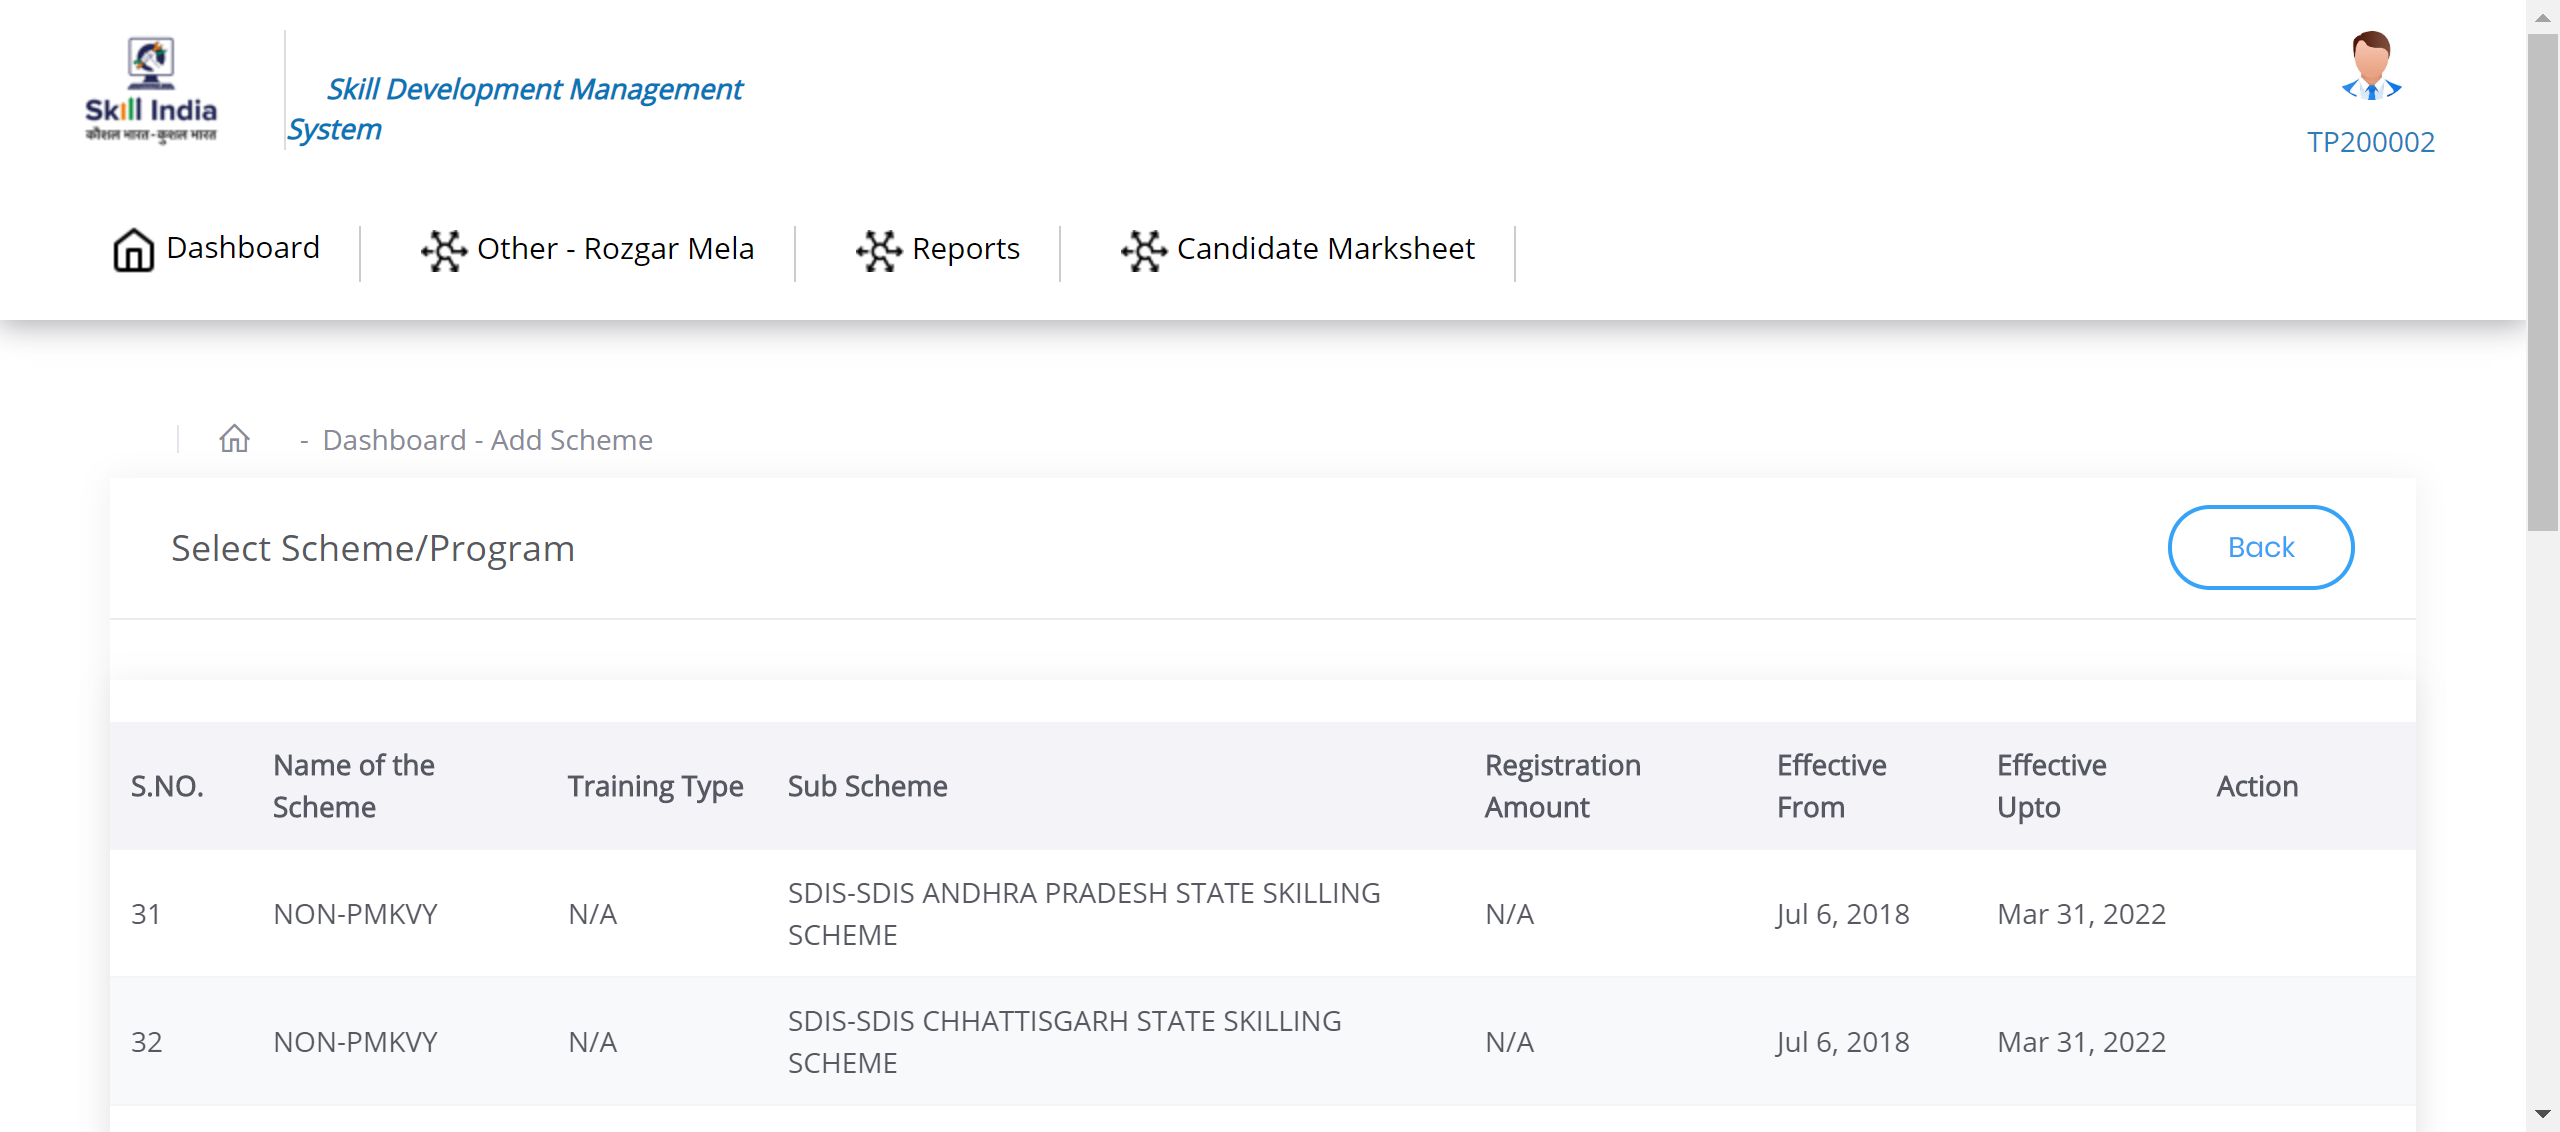 Skill India
कौशल भारत-कुशल भारत
Skill Development Management
System
TP200002
Dashboard
Other - Rozgar Mela
Reports
Candidate Marksheet
- Dashboard - Add Scheme
Select Scheme/Program
Back
S.NO.
Name of the
Scheme
Training Type
Sub Scheme
Registration
Amount
Effective
From
Effective
Upto
Action
31
NON-PMKVY
N/A
SDIS-SDIS ANDHRA PRADESH STATE SKILLING
SCHEME
N/A
Jul 6, 2018
Mar 31, 2022
32
NON-PMKVY
N/A
SDIS-SDIS CHHATTISGARH STATE SKILLING
SCHEME
N/A
Jul 6, 2018
Mar 31, 2022